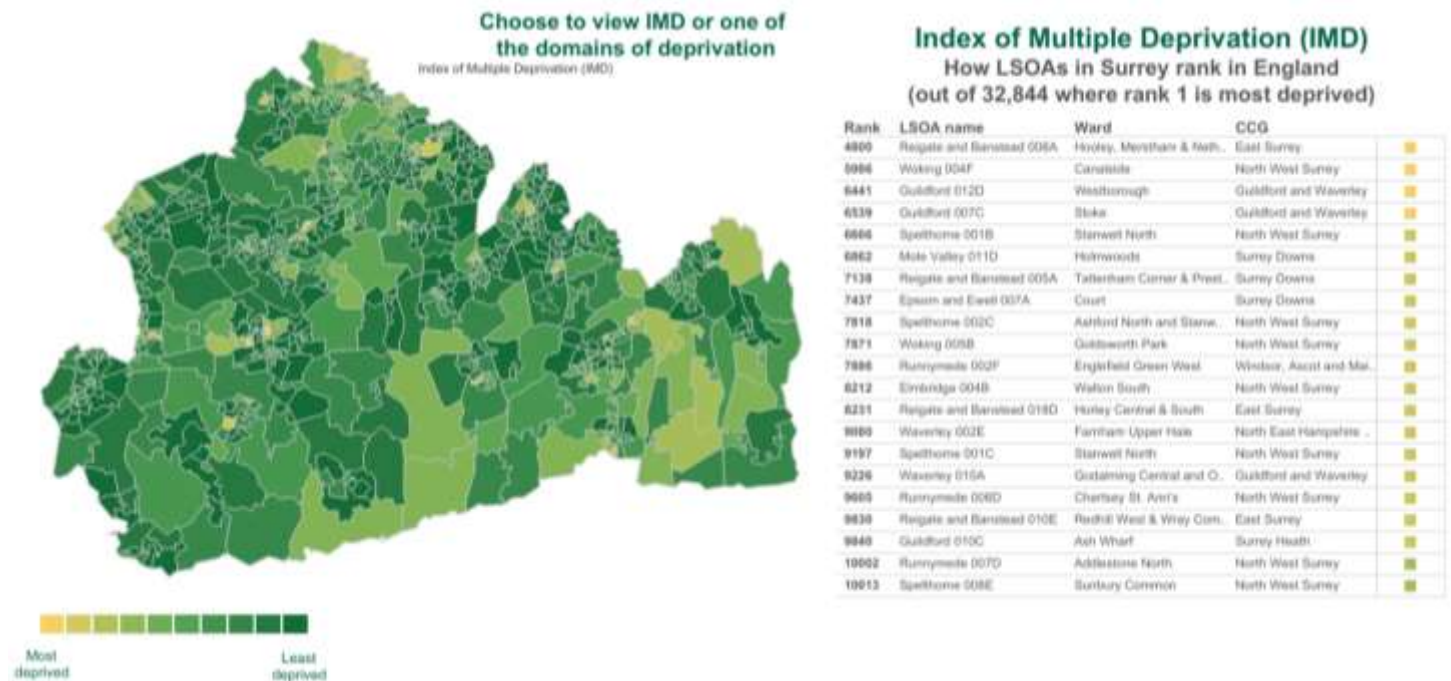 Choose to view IMD or one of
the domains of deprivation
Index of Multiple Deprivation (IMD)
Most
deprived
Least
deprived
Index of Multiple Deprivation (IMD)
How LSOAs in Surrey rank in England
(out of 32,844 where rank 1 is most deprived)
Rank LSOA name Ward CCG
4800 Reigate and Banstead 008A Hooley, Merstham & Neth.. East Surrey
5986 Woking 004F Canalside North West Surrey
6441 Guildford 012D Westborough Guildford and Waverley
6539 Guildford 007C Stoke Guildford and Waverley
6666 Spelthorne 001B Stanwell North North West Surrey
6862 Mole Valley 011D Holmwoods Surrey Downs
7138 Reigate and Banstead 005A Tattenham Corner & Prest.. Surrey Downs
7437 Epsom and Ewell 007A Court Surrey Downs
7818 Spelthorne 002C Ashford North and Stanw.. North West Surrey
7871 Woking 005B Goldsworth Park North West Surrey
Runnymede 002F Englefield Green West Windsor, Ascot and Mai..
8212 Elmbridge 004B Walton South North West Surrey
8231 Reigate and Banstead 018D Horley Central & South East Surrey
Waverley 002E Farnham Upper Hale North East Hampshire ..
9197 Spelthorne 001C Stanwell North North West Surrey
9226 Waverley 010A Godalming Central and O.. Guildford and Waverley
9605 Runnymede 006D Chertsey St. Ann's North West Surrey
9830 Reigate and Banstead 010E Redhill West & Wray Com.. East Surrey
9840 Guildford 010C Ash Wharf Surrey Heath
10002 Runnymede 007D Addlestone North North West Surrey
10013 Spelthorne 008E Sunbury Common North West Surrey